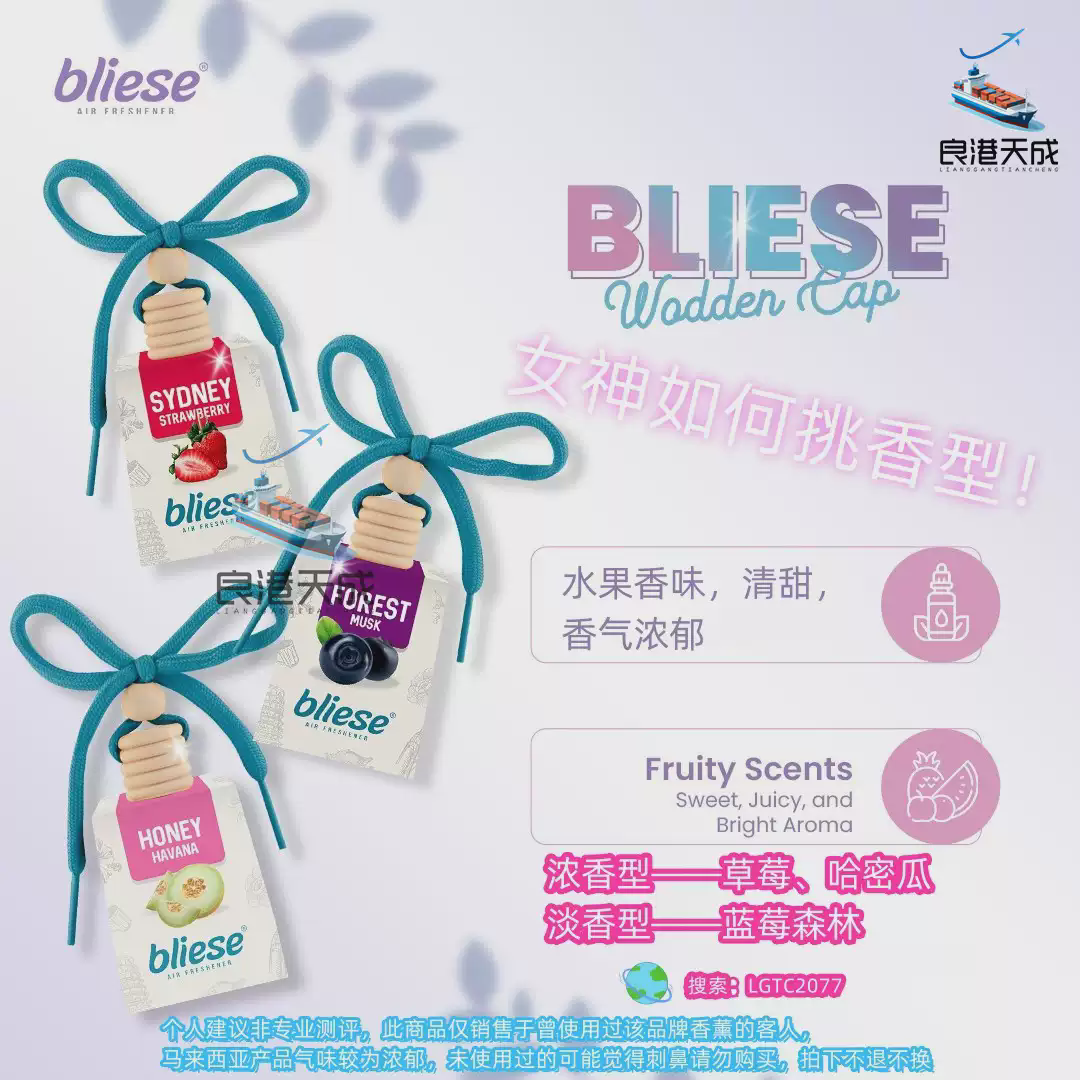 bliese®
AIR FRESHENER
良港天成
LIANGGANGTIANCHENG
BLIESE
Wodden Cap
女神如何挑香型！
SYDNEY
STRAWBERRY
bliese
AIR FRESHENER
良港天成
FOREST
MUSK
bliese®
AIR FRESHENER
HONEY
HAVANA
bliese®
AIR FRESHENER
水果香味，清甜，
香气浓郁
Fruity Scents
Sweet, Juicy, and
Bright Aroma
浓香型——草莓、哈密瓜
淡香型——蓝莓森林
搜索：LGTC2077
个人建议非专业测评，此商品仅销售于曾使用过该品牌香薰的客人，
马来西亚产品气味较为浓郁，未使用过的可能觉得刺鼻请勿购买，拍下不退不换